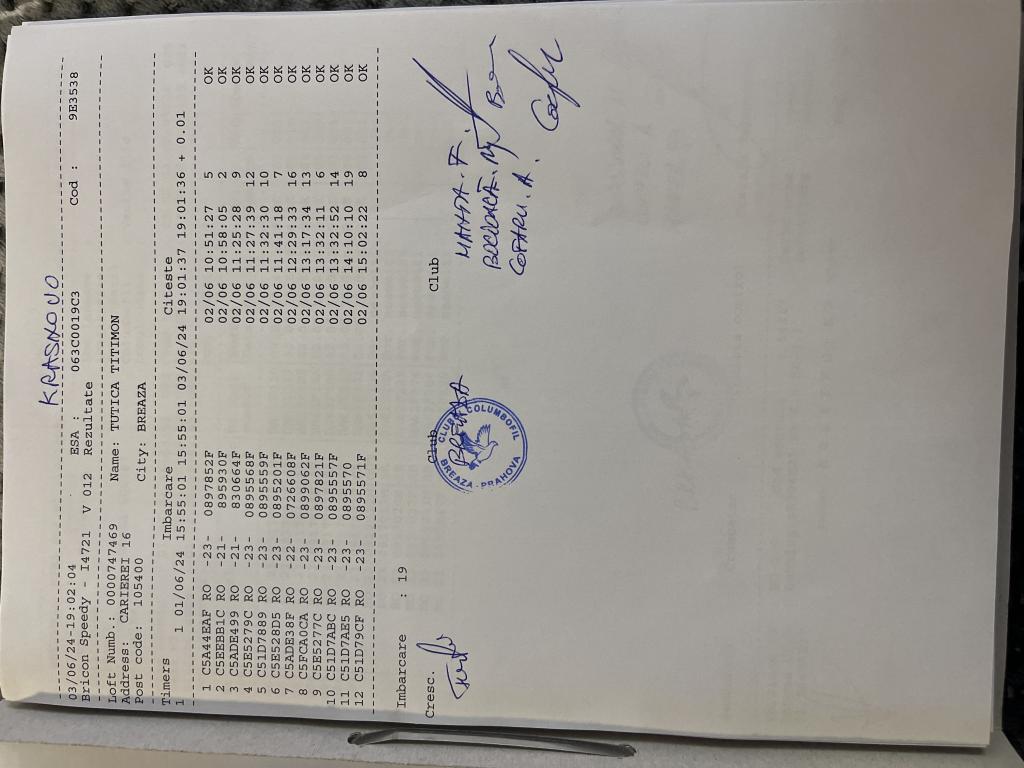 KRASNOVO
03/06/24-19:02:04 ESA : 063C0019C3 Cod : 9E3538
Bricon Speedy - I4721 V 012 Rezultate
Loft Numb.: 0000747469 Name: TUTICA TITIMON
Address: CARIEREI 16
Post code: 105400 City: BREAZA
Timers Imbarcare Citeste
1 1 01/06/24 15:55:01 15:55:01 03/06/24 19:01:37 19:01:36 + 0.01
1 C5A44EAF RO -23- 0897852F 02/06 10:51:27 5 OK
2 C5EEBB1C RO -21- 895930F 02/06 10:58:05 2 OK
3 C5ADE499 RO -21- 830664F 02/06 11:25:28 9 OK
4 C5E5279C RO -23- 0895568F 02/06 11:27:39 12 OK
5 C51D7889 RO -23- 0895559F 02/06 11:32:30 10 OK
6 C5E528D5 RO -23- 0895201F 02/06 11:41:18 7 OK
7 C5ADE38F RO -22- 0726608F 02/06 12:29:33 16 OK
8 C5FCA0CA RO -23- 0899062F 02/06 13:17:34 13 OK
9 C5E5277C RO -23- 0897821F 02/06 13:32:11 6 OK
10 C51D7ABC RO -23- 0895557F 02/06 13:32:52 14 OK
11 C51D7AE5 RO -23- 0895570 02/06 14:10:10 19 OK
12 C51D79CF RO -23- 0895571F 02/06 15:02:22 8 OK
Imbarcare : 19
Cresc. Club Club
BREAZA
CLUBUL COLUMBOFIL
BREAZA - PRAHOVA
MANTA. F.
COFARU. A.